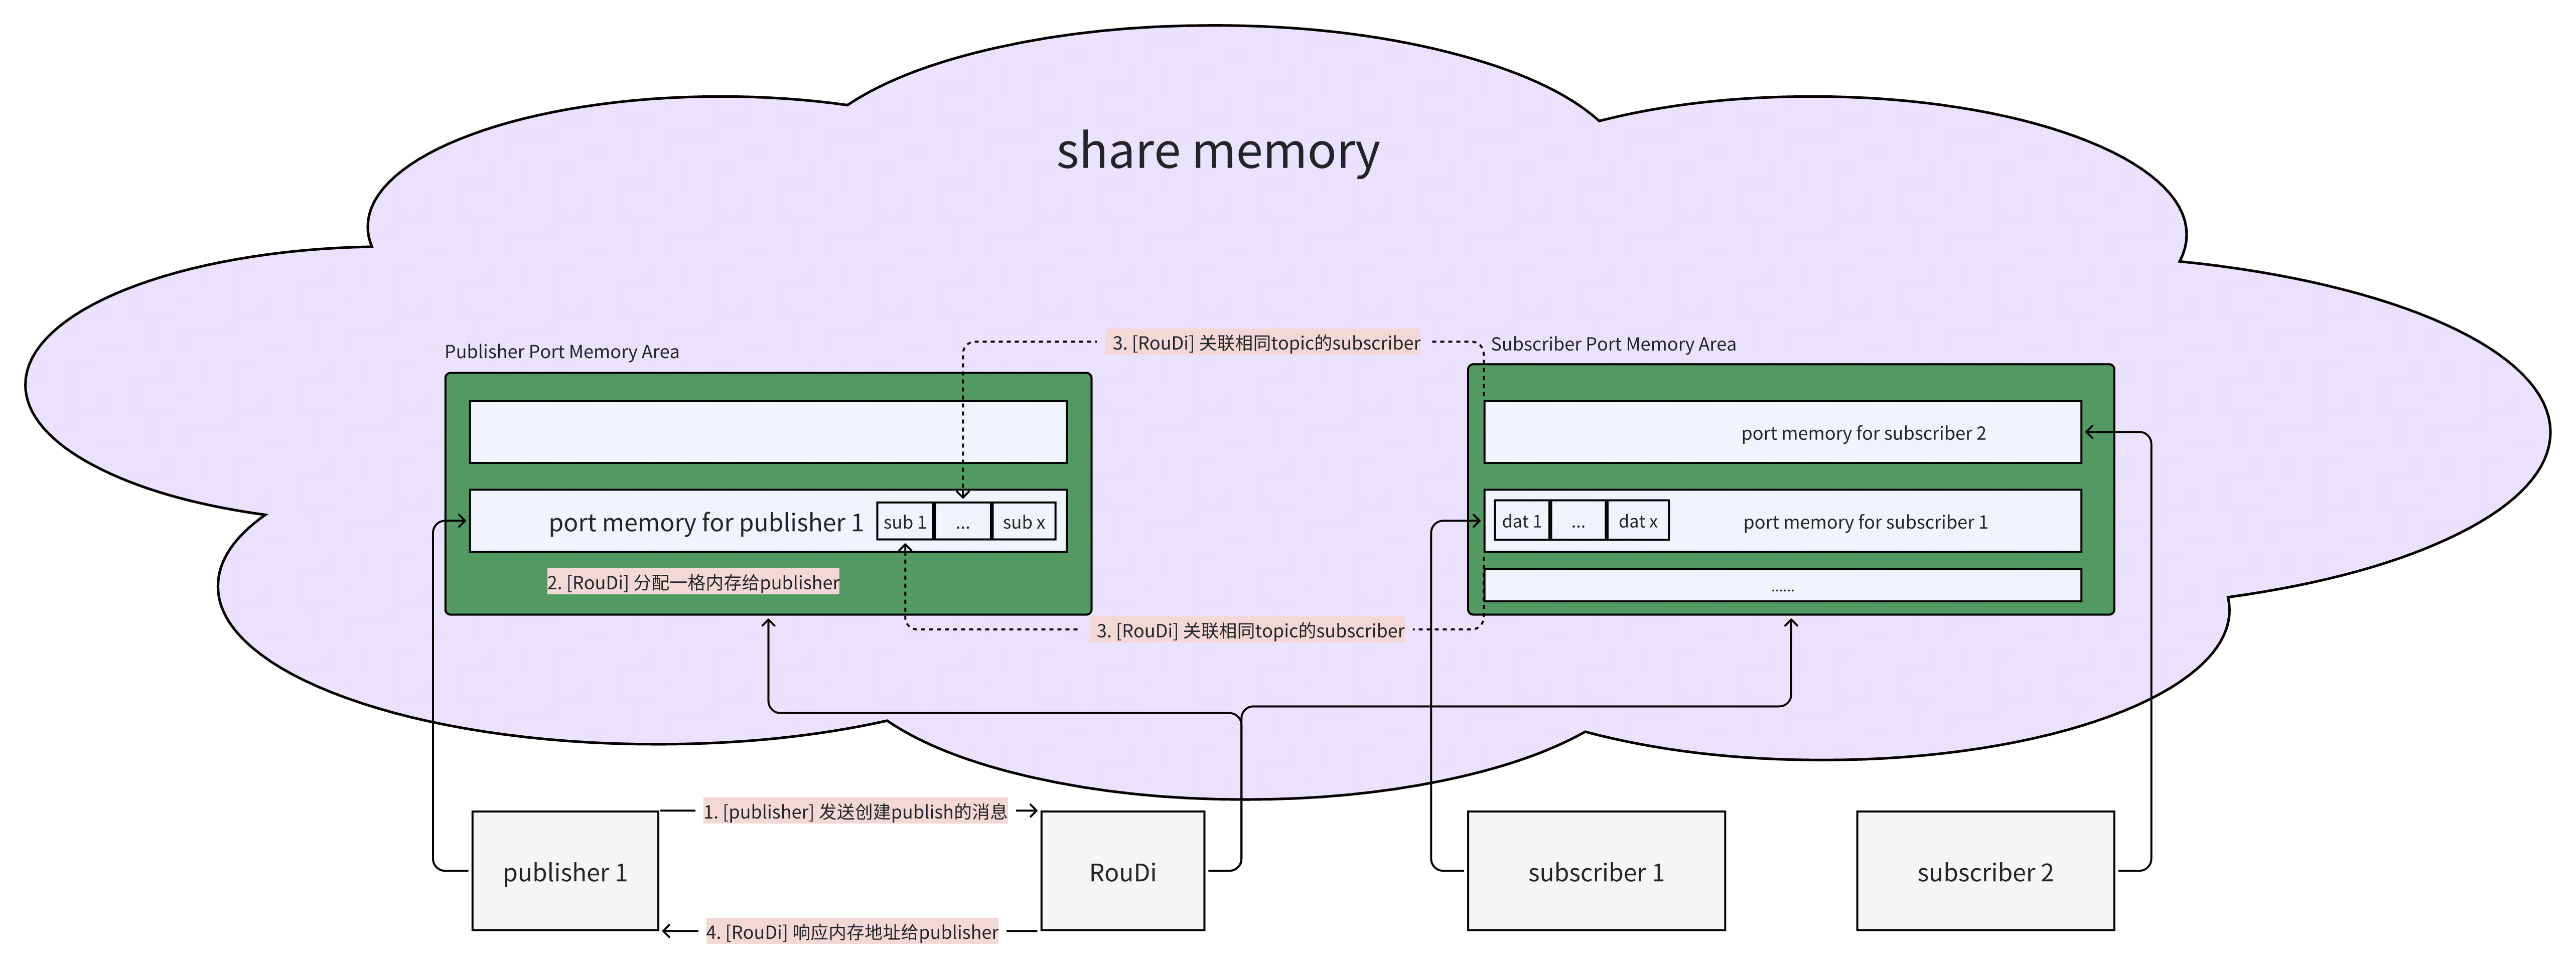 share memory
Publisher Port Memory Area
3. [RouDi] 关联相同topic的subscriber
Subscriber Port Memory Area
port memory for subscriber 2
port memory for publisher 1
sub 1
...
sub x
dat 1
...
dat x
port memory for subscriber 1
2. [RouDi] 分配一格内存给publisher
......
3. [RouDi] 关联相同topic的subscriber
1. [publisher] 发送创建publish的消息
publisher 1
RouDi
subscriber 1
subscriber 2
4. [RouDi] 响应内存地址给publisher